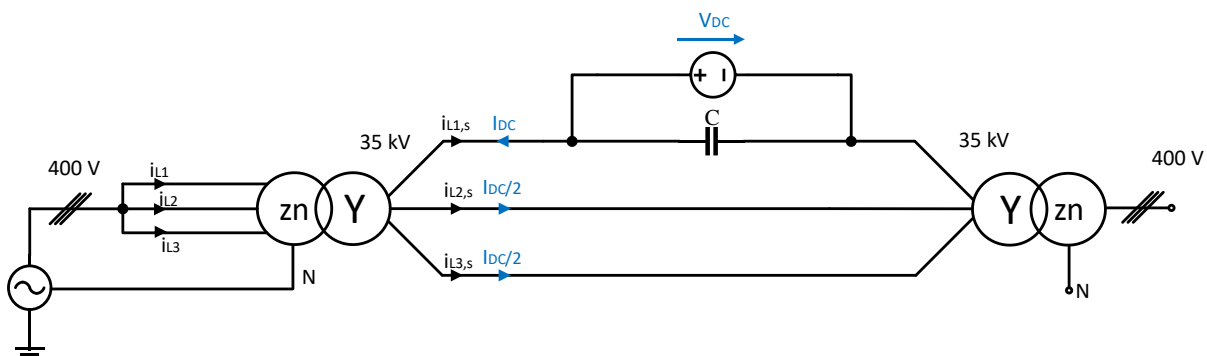 VDC
+ −
C
iL1,s IDC
35 kV
35 kV
400 V
400 V
iL1
iL2
iL3
zn Y
iL2,s IDC/2
Y zn
iL3,s IDC/2
N
N